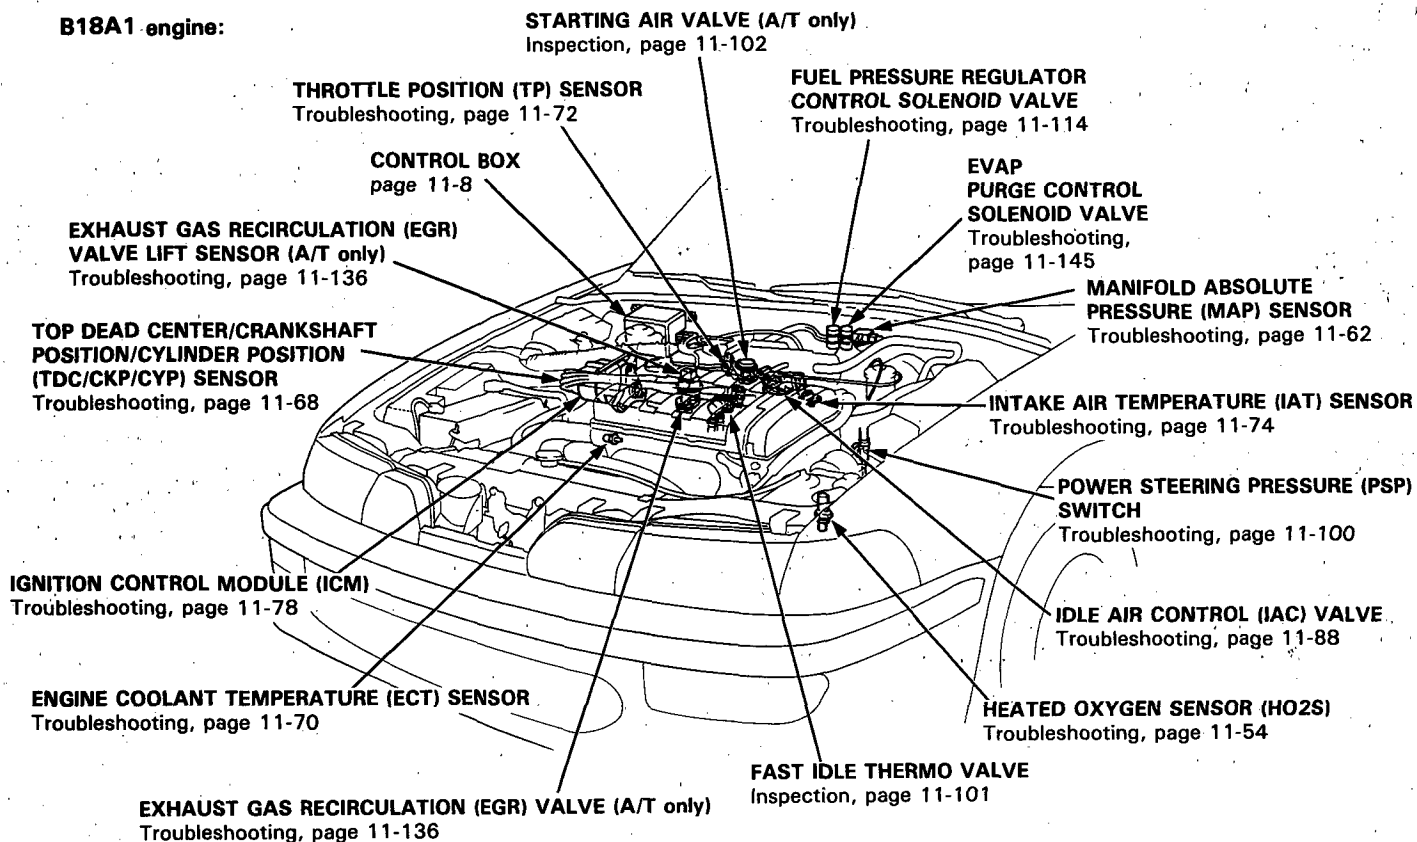 B18A1 engine:
STARTING AIR VALVE (A/T only)
Inspection, page 11-102
THROTTLE POSITION (TP) SENSOR
Troubleshooting, page 11-72
FUEL PRESSURE REGULATOR
CONTROL SOLENOID VALVE
Troubleshooting, page 11-114
CONTROL BOX
page 11-8
EVAP
PURGE CONTROL
SOLENOID VALVE
Troubleshooting,
page 11-145
EXHAUST GAS RECIRCULATION (EGR)
VALVE LIFT SENSOR (A/T only)
Troubleshooting, page 11-136
MANIFOLD ABSOLUTE
PRESSURE (MAP) SENSOR
Troubleshooting, page 11-62
TOP DEAD CENTER/CRANKSHAFT
POSITION/CYLINDER POSITION
(TDC/CKP/CYP) SENSOR
Troubleshooting, page 11-68
INTAKE AIR TEMPERATURE (IAT) SENSOR
Troubleshooting, page 11-74
POWER STEERING PRESSURE (PSP)
SWITCH
Troubleshooting, page 11-100
IGNITION CONTROL MODULE (ICM)
Troubleshooting, page 11-78
IDLE AIR CONTROL (IAC) VALVE
Troubleshooting, page 11-88
ENGINE COOLANT TEMPERATURE (ECT) SENSOR
Troubleshooting, page 11-70
HEATED OXYGEN SENSOR (HO2S)
Troubleshooting, page 11-54
FAST IDLE THERMO VALVE
Inspection, page 11-101
EXHAUST GAS RECIRCULATION (EGR) VALVE (A/T only)
Troubleshooting, page 11-136